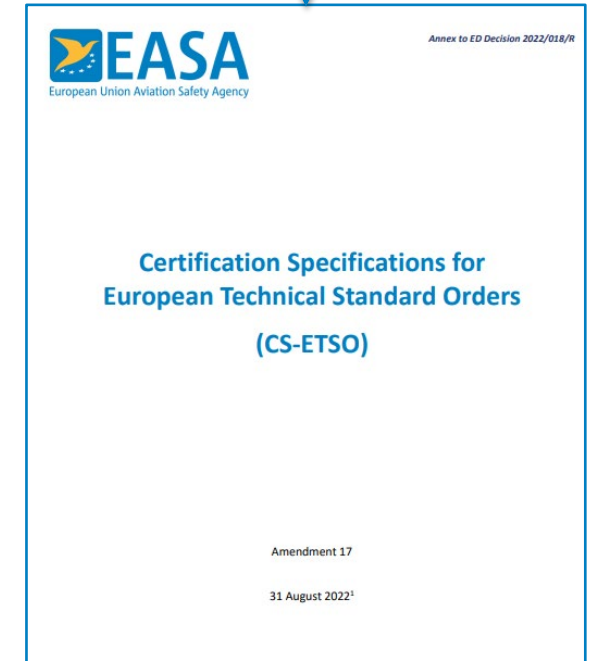 Annex to ED Decision 2022/018/R
EASA
European Union Aviation Safety Agency
Certification Specifications for
European Technical Standard Orders
(CS-ETSO)
Amendment 17
31 August 2022¹